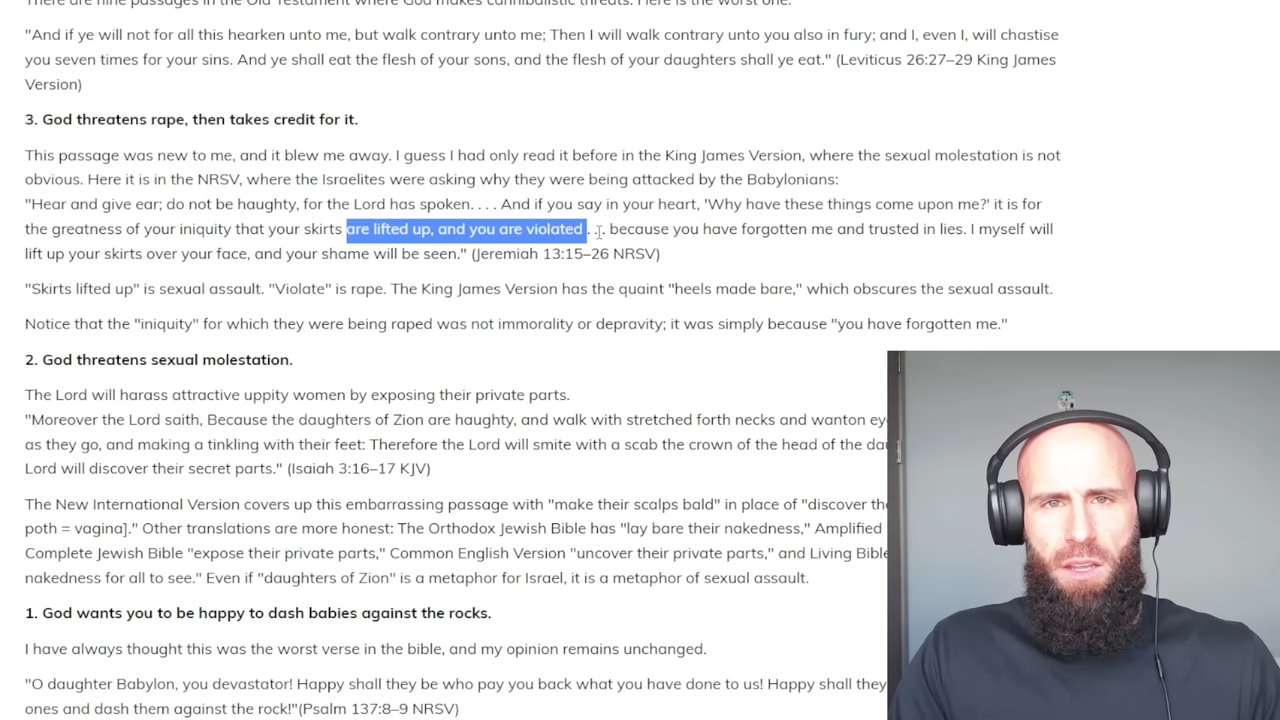 There are nine passages in the Old Testament where God makes cannibalistic threats. Here is the worst one.
"And if ye will not for all this hearken unto me, but walk contrary unto me; Then I will walk contrary unto you also in fury; and I, even I, will chastise
you seven times for your sins. And ye shall eat the flesh of your sons, and the flesh of your daughters shall ye eat." (Leviticus 26:27–29 King James
Version)
3. God threatens rape, then takes credit for it.
This passage was new to me, and it blew me away. I guess I had only read it before in the King James Version, where the sexual molestation is not
obvious. Here it is in the NRSV, where the Israelites were asking why they were being attacked by the Babylonians:
"Hear and give ear; do not be haughty, for the Lord has spoken. . . . And if you say in your heart, 'Why have these things come upon me?' it is for
the greatness of your iniquity that your skirts are lifted up, and you are violated . . . because you have forgotten me and trusted in lies. I myself will
lift up your skirts over your face, and your shame will be seen." (Jeremiah 13:15–26 NRSV)
"Skirts lifted up" is sexual assault. "Violate" is rape. The King James Version has the quaint "heels made bare," which obscures the sexual assault.
Notice that the "iniquity" for which they were being raped was not immorality or depravity; it was simply because "you have forgotten me."
2. God threatens sexual molestation.
The Lord will harass attractive uppity women by exposing their private parts.
"Moreover the Lord saith, Because the daughters of Zion are haughty, and walk with stretched forth necks and wanton
as they go, and making a tinkling with their feet: Therefore the Lord will smite with a scab the crown of the head of the
Lord will discover their secret parts." (Isaiah 3:16–17 KJV)
The New International Version covers up this embarrassing passage with "make their scalps bald" in place of "discover
poth = vagina]." Other translations are more honest: The Orthodox Jewish Bible has "lay bare their nakedness," Amplified
Complete Jewish Bible "expose their private parts," Common English Version "uncover their private parts," and Living Bible
nakedness for all to see." Even if "daughters of Zion" is a metaphor for Israel, it is a metaphor of sexual assault.
1. God wants you to be happy to dash babies against the rocks.
I have always thought this was the worst verse in the bible, and my opinion remains unchanged.
"O daughter Babylon, you devastator! Happy shall they be who pay you back what you have done to us! Happy shall they
ones and dash them against the rock!"(Psalm 137:8–9 NRSV)